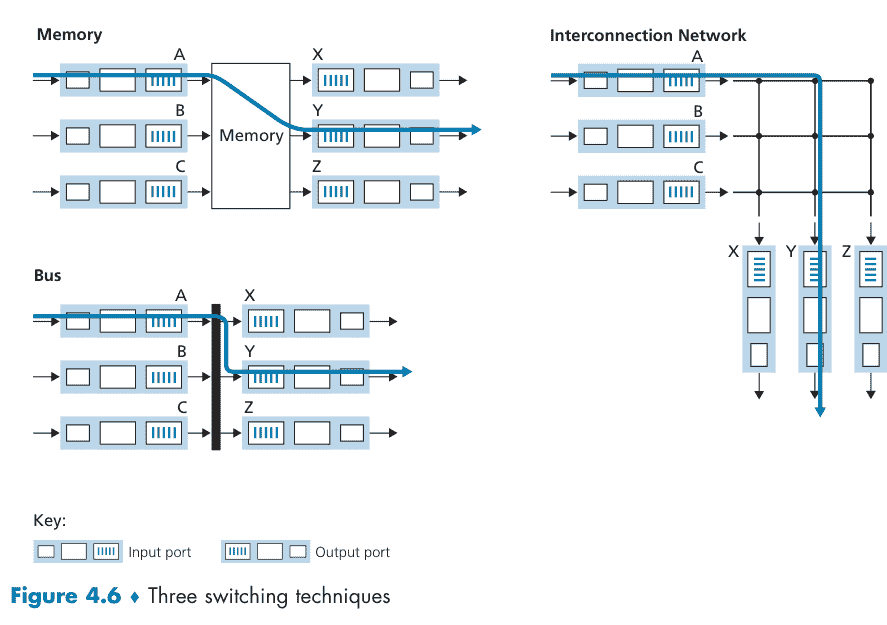 Memory
A
X
B
Y
Memory
C
Z
Interconnection Network
A
B
C
X
Y
Z
Bus
A
X
B
Y
C
Z
Key:
Input port
Output port
Figure 4.6 ♦ Three switching techniques